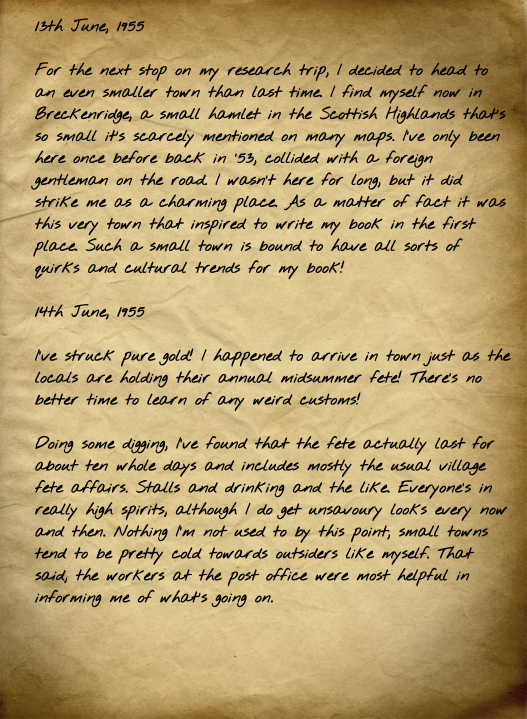 13th June, 1955
For the next stop on my research trip, I decided to head to
an even smaller town than last time. I find myself now in
Breckenridge, a small hamlet in the Scottish Highlands that's
so small it's scarcely mentioned on many maps. I've only been
here once before back in '53, collided with a foreign
gentleman on the road. I wasn't here for long, but it did
strike me as a charming place. As a matter of fact it was
this very town that inspired to write my book in the first
place. Such a small town is bound to have all sorts of
quirks and cultural trends for my book!
14th June, 1955
I've struck pure gold! I happened to arrive in town just as the
locals are holding their annual midsummer fete! There's no
better time to learn of any weird customs!
Doing some digging, I've found that the fete actually last for
about ten whole days and includes mostly the usual village
fete affairs. Stalls and drinking and the like. Everyone's in
really high spirits, although I do get unsavoury looks every now
and then. Nothing I'm not used to by this point, small towns
tend to be pretty cold towards outsiders like myself. That
said, the workers at the post office were most helpful in
informing me of what's going on.